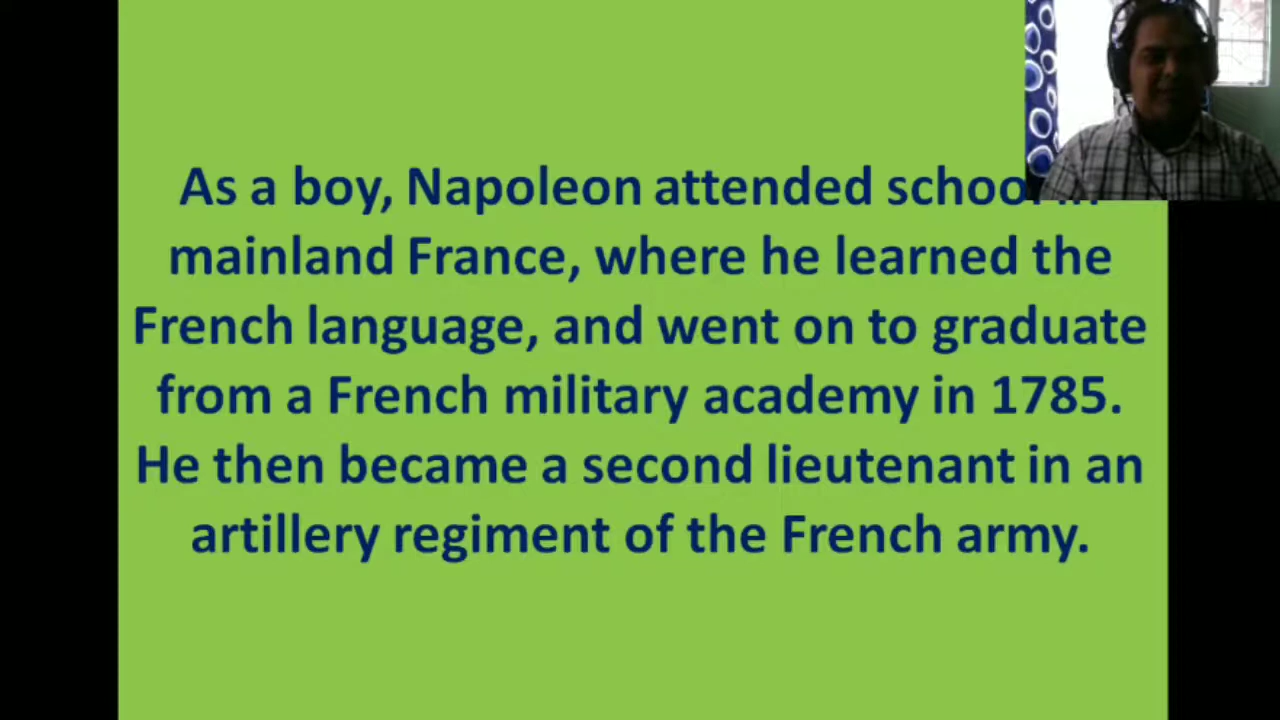 As a boy, Napoleon attended school in
mainland France, where he learned the
French language, and went on to graduate
from a French military academy in 1785.
He then became a second lieutenant in an
artillery regiment of the French army.